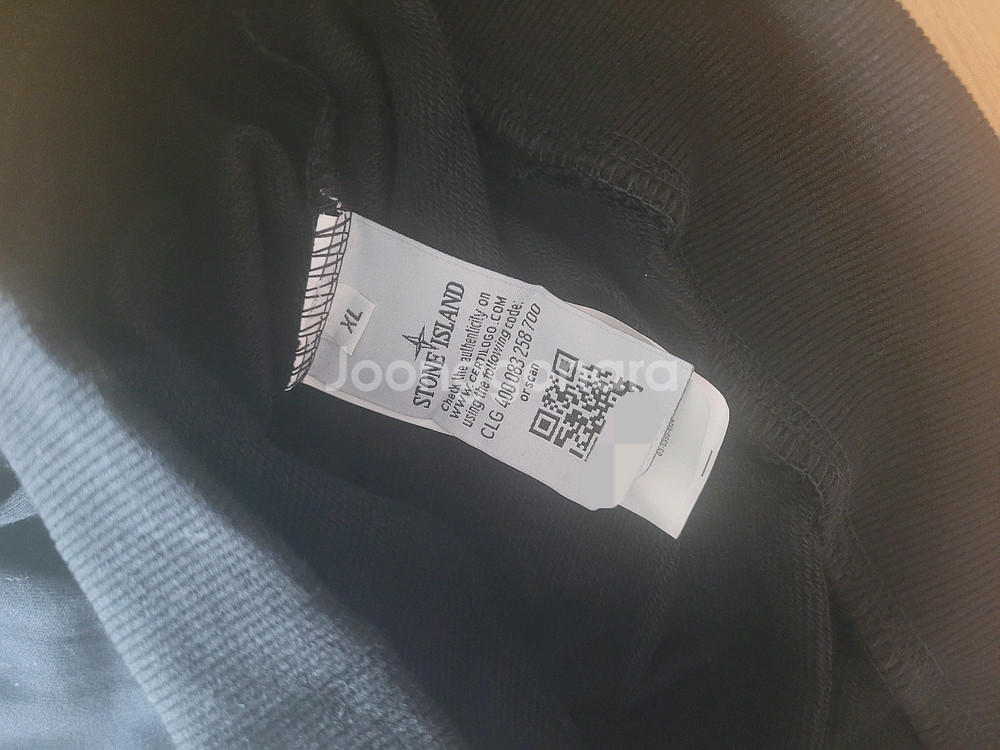 XL
STONE ISLAND
Check the authenticity on
WWW.CERTILOGO.COM
using the following code:
CLG 400 083 258 700
or scan